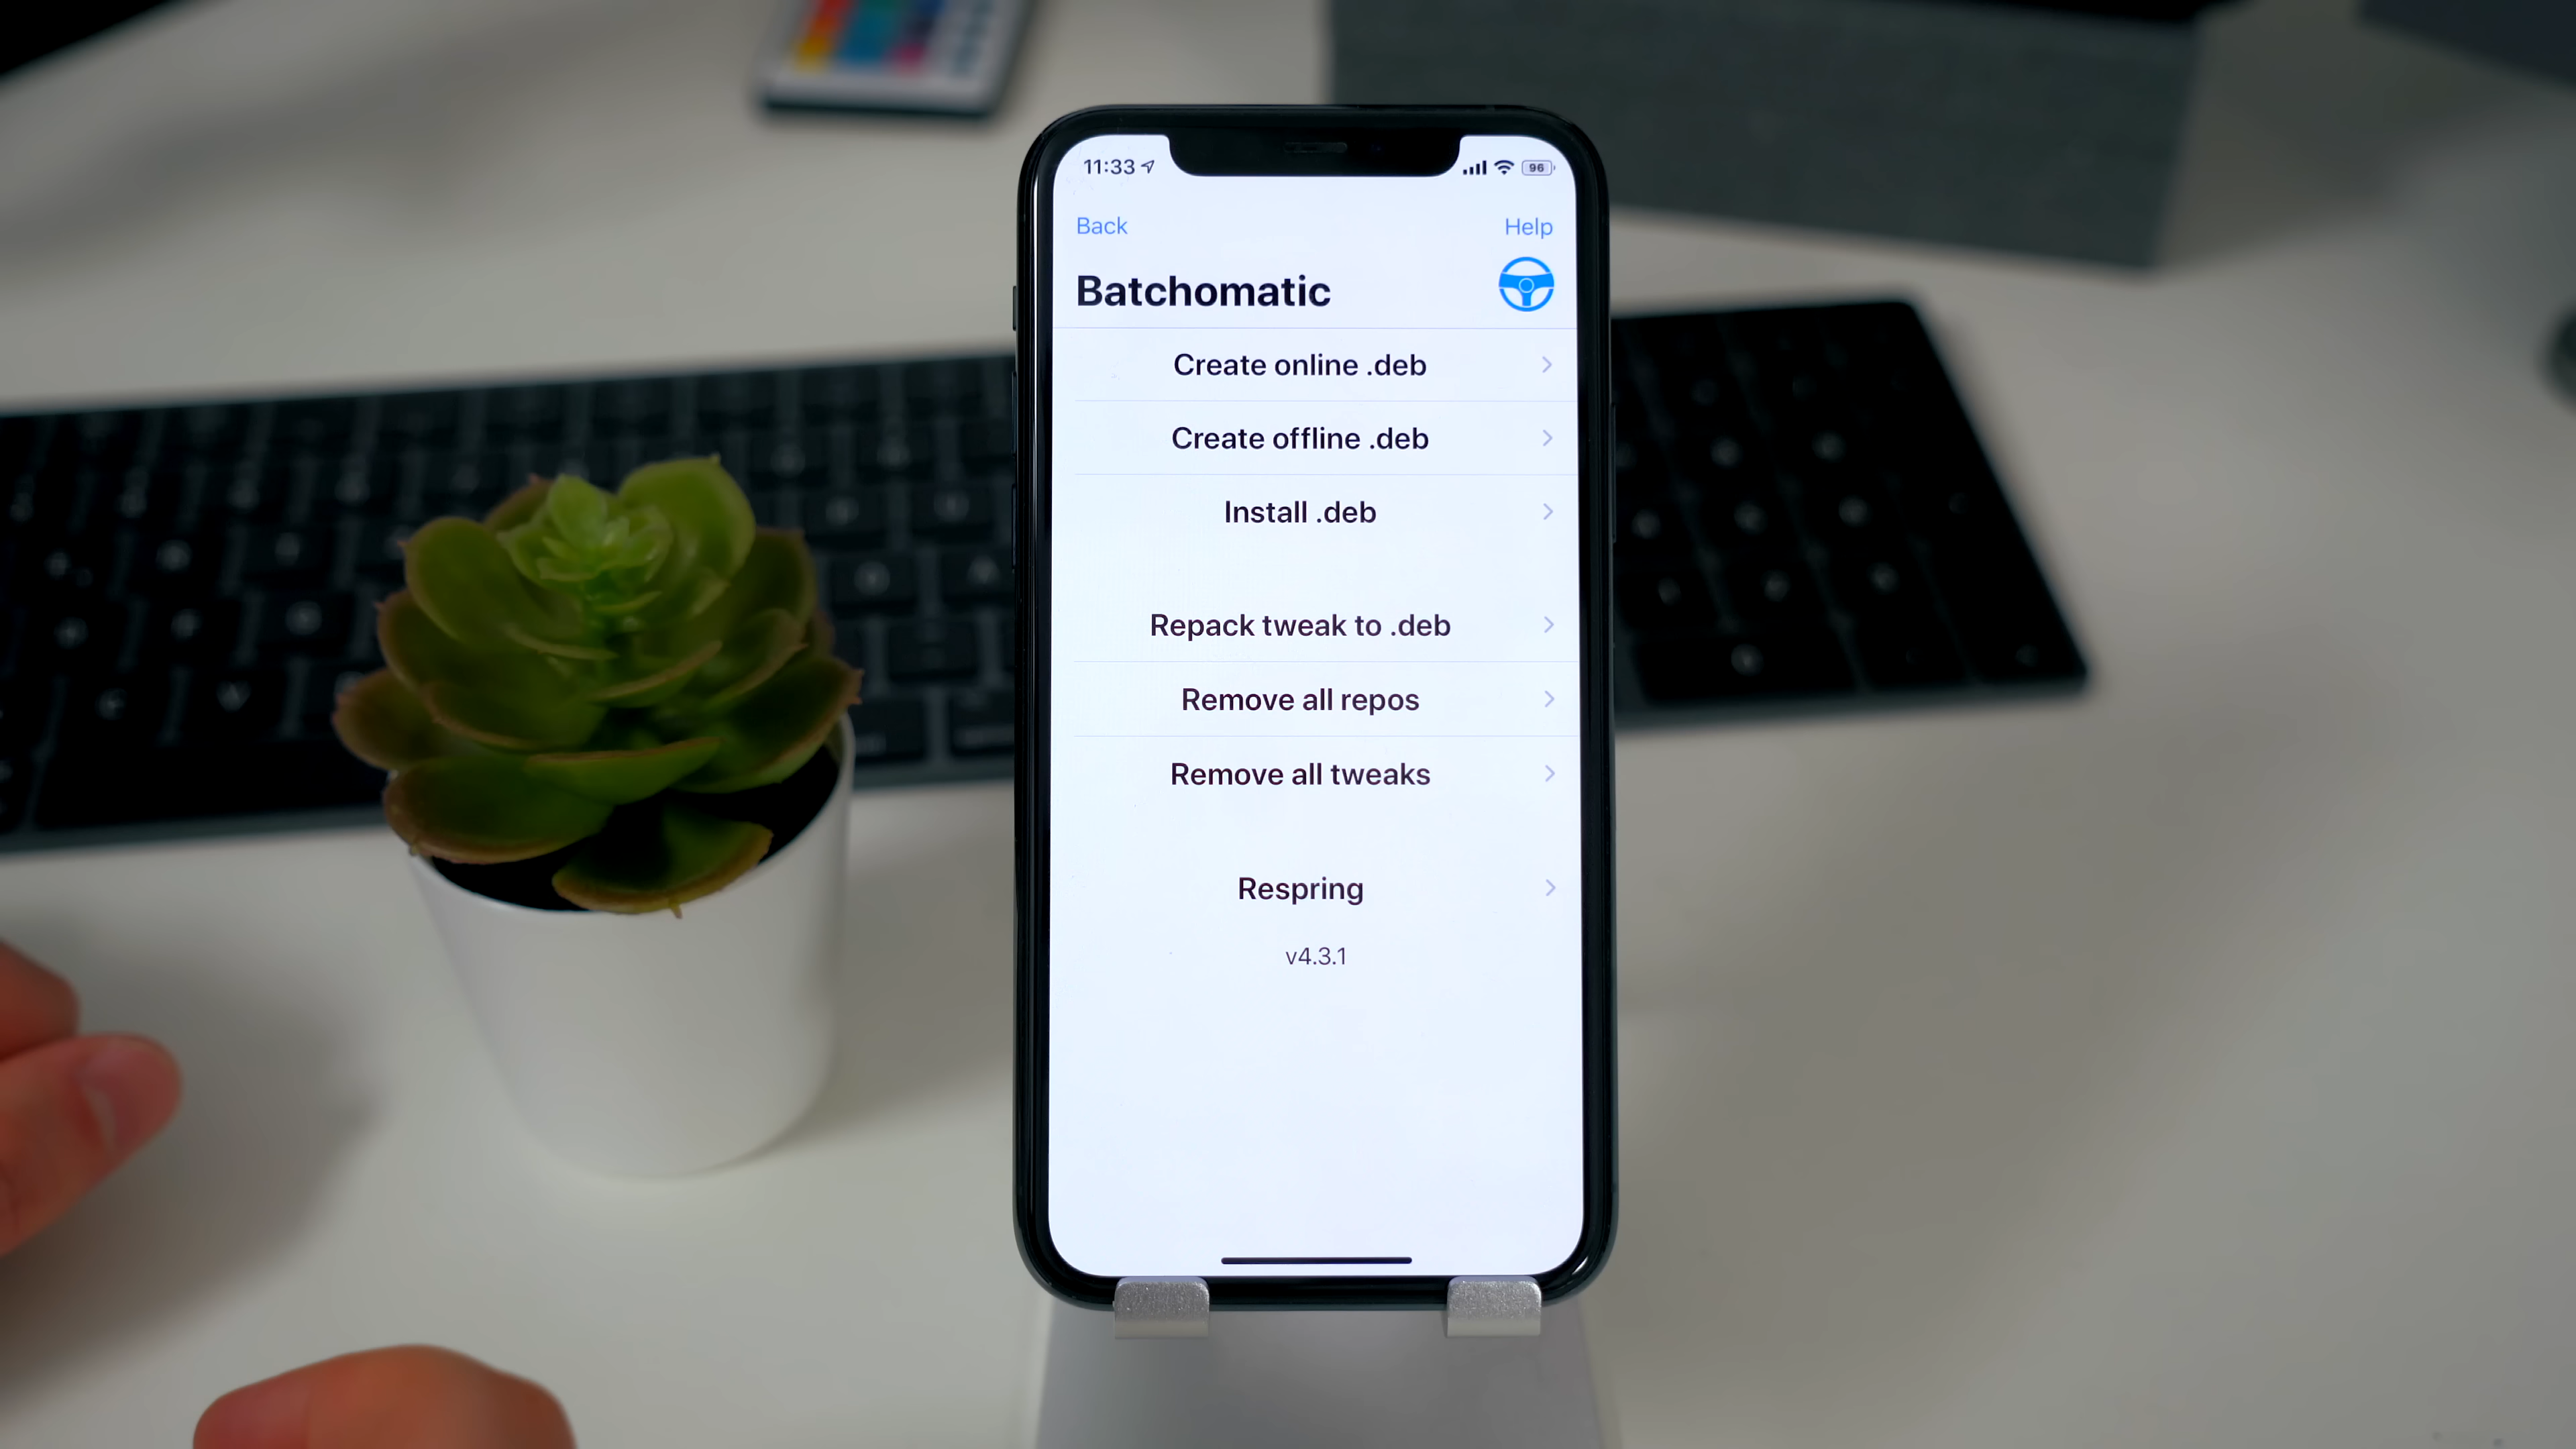 11:33
96
Back
Help
Batchomatic
Create online .deb
Create offline .deb
Install .deb
Repack tweak to .deb
Remove all repos
Remove all tweaks
Respring
v4.3.1